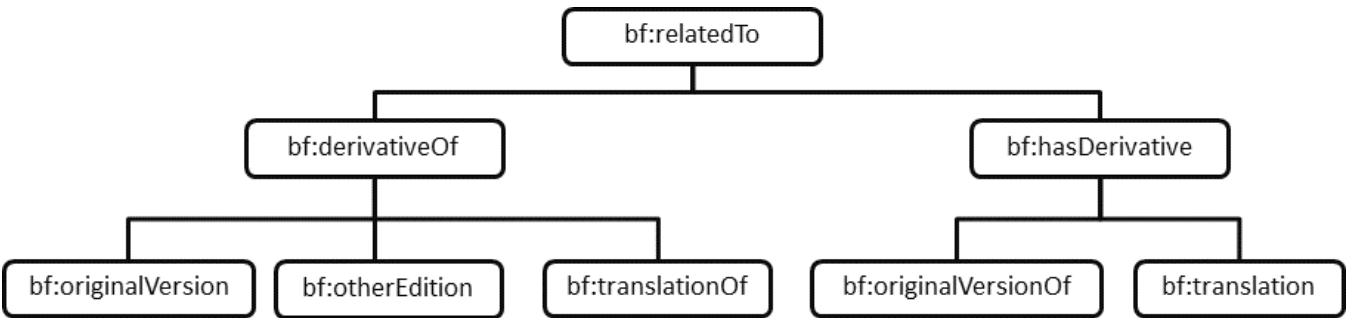 bf:relatedTo
bf:derivativeOf
bf:hasDerivative
bf:originalVersion
bf:otherEdition
bf:translationOf
bf:originalVersionOf
bf:translation